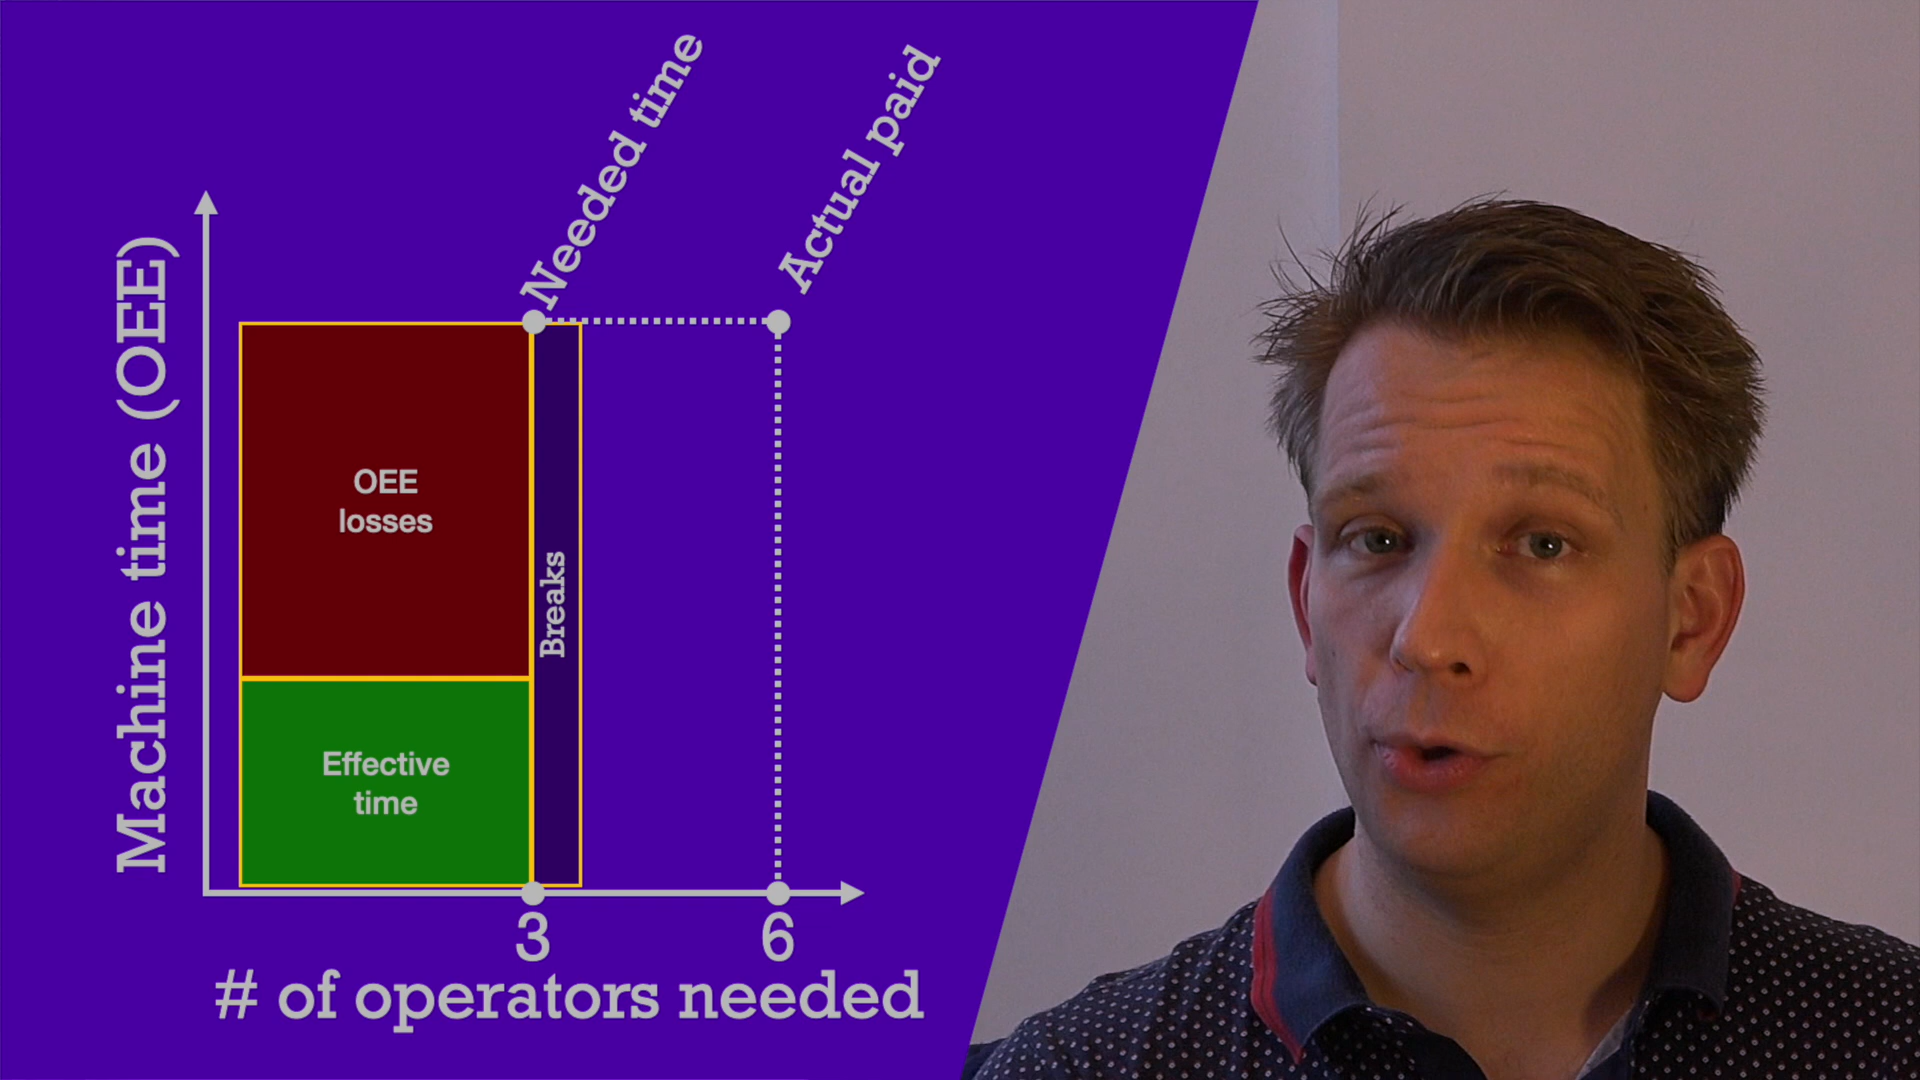 Needed time
Actual paid
Machine time (OEE)
OEE
losses
Breaks
Effective
time
3
6
# of operators needed